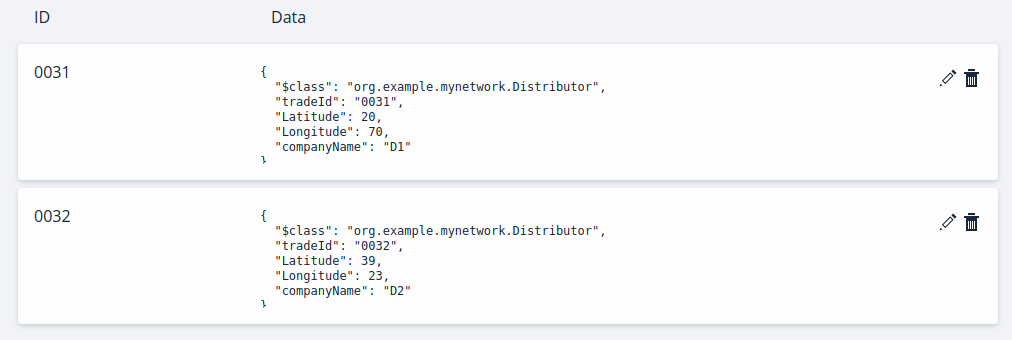 ID Data
0031 {
"$class": "org.example.mynetwork.Distributor",
"tradeId": "0031",
"Latitude": 20,
"Longitude": 70,
"companyName": "D1"
}
0032 {
"$class": "org.example.mynetwork.Distributor",
"tradeId": "0032",
"Latitude": 39,
"Longitude": 23,
"companyName": "D2"
}